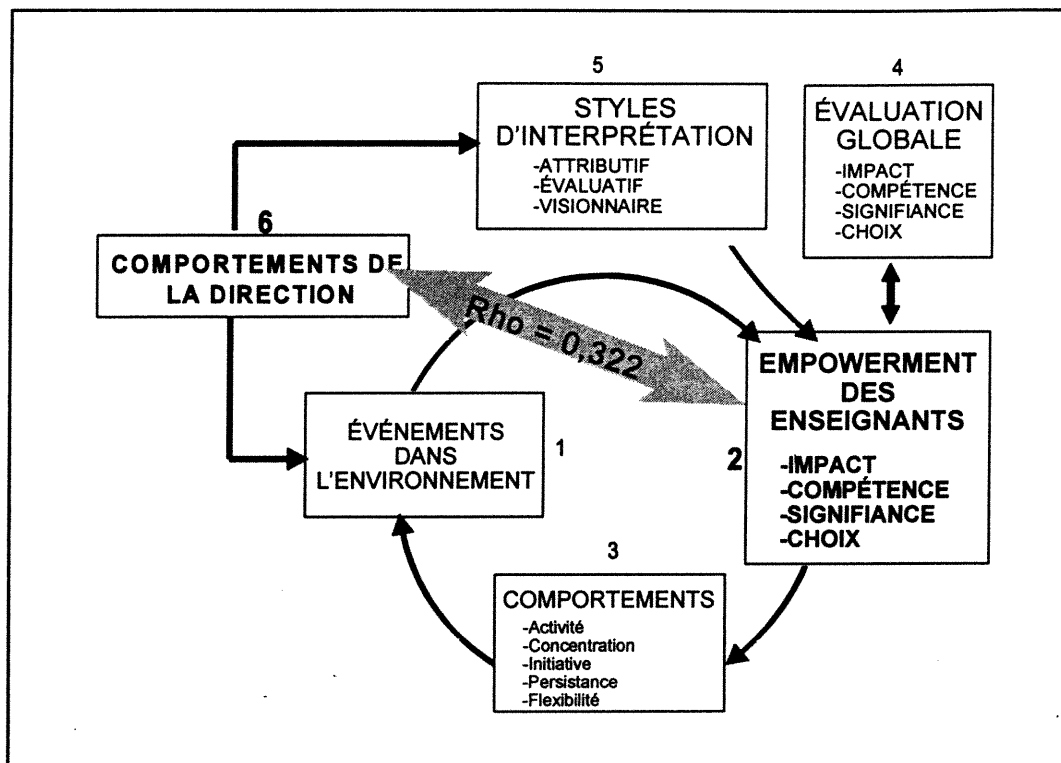 5
STYLES
D'INTERPRÉTATION
-ATTRIBUTIF
-ÉVALUATIF
-VISIONNAIRE
4
ÉVALUATION
GLOBALE
-IMPACT
-COMPÉTENCE
-SIGNIFIANCE
-CHOIX
6
COMPORTEMENTS DE
LA DIRECTION
Rho = 0,322
ÉVÉNEMENTS
DANS
L'ENVIRONNEMENT
1
2
EMPOWERMENT
DES
ENSEIGNANTS
-IMPACT
-COMPÉTENCE
-SIGNIFIANCE
-CHOIX
3
COMPORTEMENTS
-Activité
-Concentration
-Initiative
-Persistance
-Flexibilité